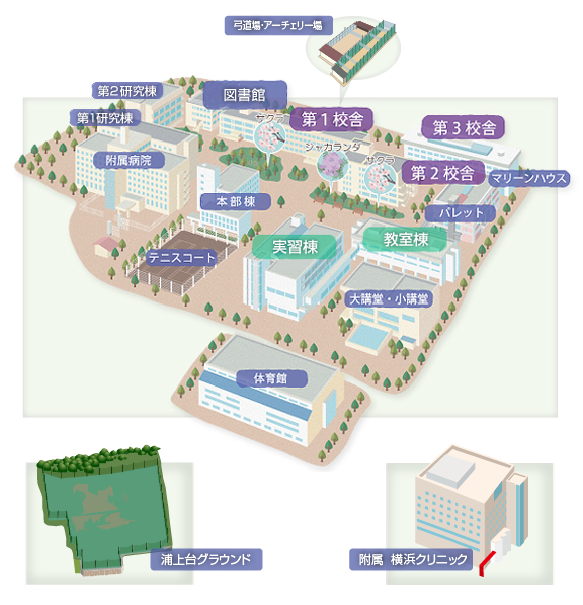 弓道場・アーチェリー場
第2研究棟
図書館
第1研究棟
サクラ
第1校舎
第3校舎
附属病院
ジャカランダ
サクラ
第2校舎
マリーンハウス
本部棟
パレット
実習棟
教室棟
テニスコート
大講堂・小講堂
体育館
浦上台グラウンド
附属 横浜クリニック